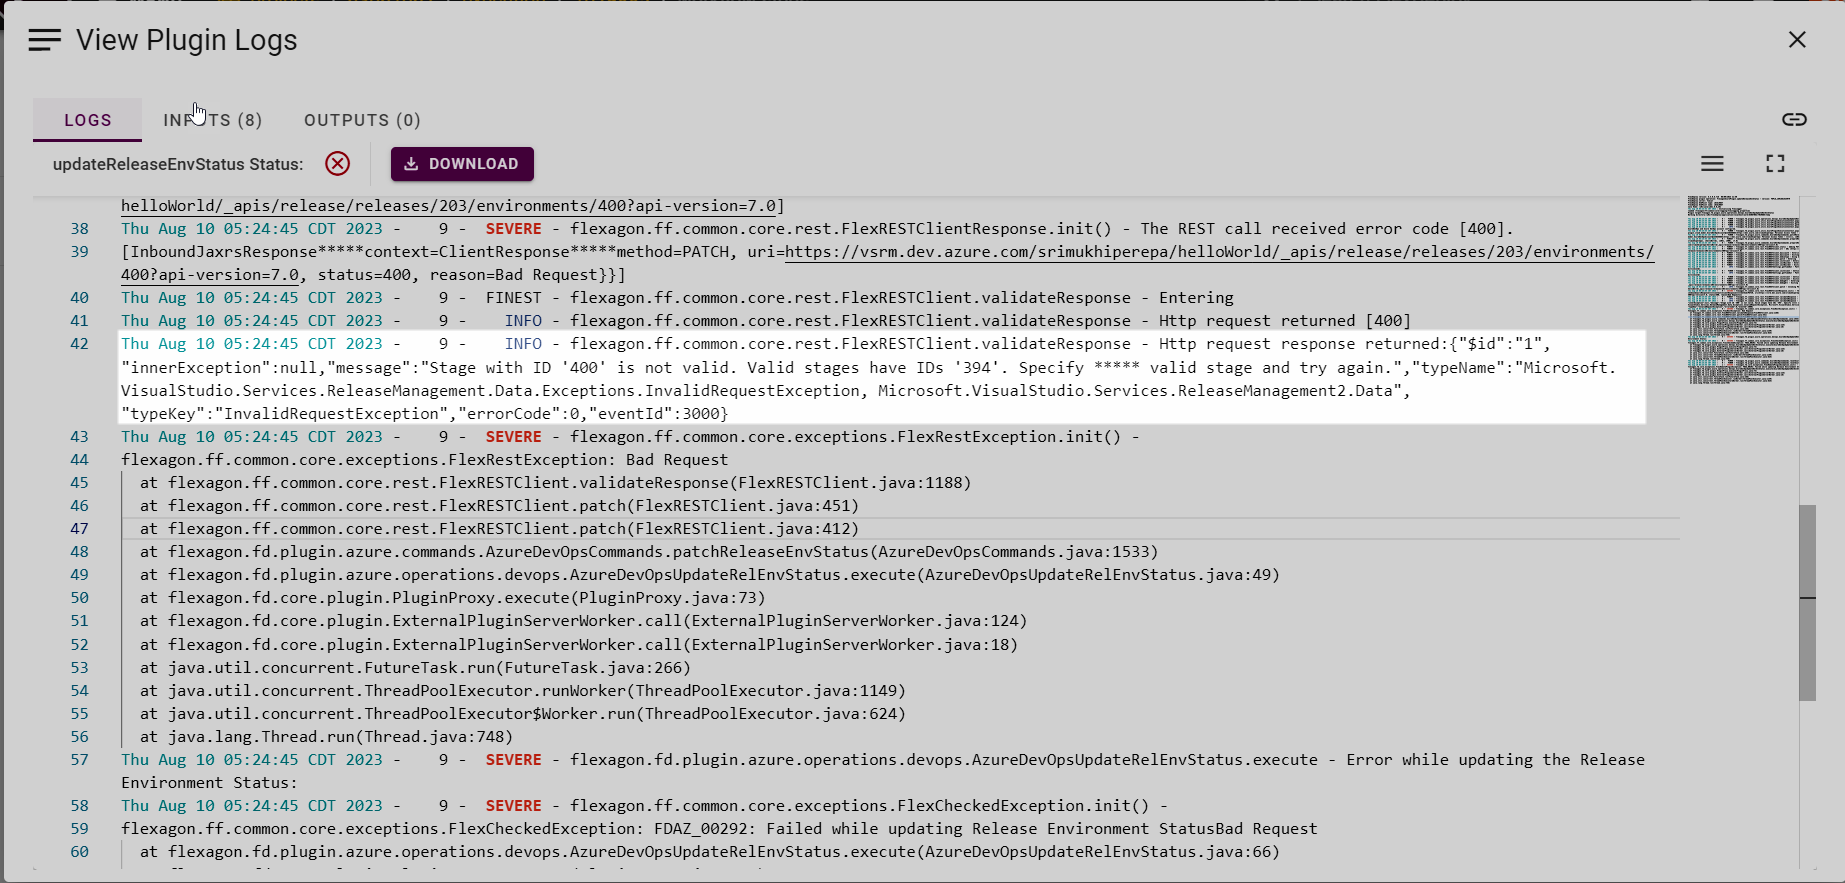 View Plugin Logs
LOGS
INPUTS (8)
OUTPUTS (0)
updateReleaseEnvStatus Status:
DOWNLOAD
helloWorld/_apis/release/releases/203/environments/400?api-version=7.0]
38 Thu Aug 10 05:24:45 CDT 2023 - 9 - SEVERE - flexagon.ff.common.core.rest.FlexRESTClientResponse.init() - The REST call received error code [400].
39 [InboundJaxrsResponse*****context=ClientResponse*****method=PATCH, uri=https://vsrm.dev.azure.com/srimukhiperepa/helloWorld/_apis/release/releases/203/environments/
400?api-version=7.0, status=400, reason=Bad Request}}]
40 Thu Aug 10 05:24:45 CDT 2023 - 9 - FINEST - flexagon.ff.common.core.rest.FlexRESTClient.validateResponse - Entering
41 Thu Aug 10 05:24:45 CDT 2023 - 9 - INFO - flexagon.ff.common.core.rest.FlexRESTClient.validateResponse - Http request returned [400]
42 Thu Aug 10 05:24:45 CDT 2023 - 9 - INFO - flexagon.ff.common.core.rest.FlexRESTClient.validateResponse - Http request response returned:{"$id":"1",
"innerException":null,"message":"Stage with ID '400' is not valid. Valid stages have IDs '394'. Specify ***** valid stage and try again.","typeName":"Microsoft.
VisualStudio.Services.ReleaseManagement.Data.Exceptions.InvalidRequestException, Microsoft.VisualStudio.Services.ReleaseManagement2.Data",
"typeKey":"InvalidRequestException","errorCode":0,"eventId":3000}
43 Thu Aug 10 05:24:45 CDT 2023 - 9 - SEVERE - flexagon.ff.common.core.exceptions.FlexRestException.init() -
44 flexagon.ff.common.core.exceptions.FlexRestException: Bad Request
45 at flexagon.ff.common.core.rest.FlexRESTClient.validateResponse(FlexRESTClient.java:1188)
46 at flexagon.ff.common.core.rest.FlexRESTClient.patch(FlexRESTClient.java:451)
47 at flexagon.ff.common.core.rest.FlexRESTClient.patch(FlexRESTClient.java:412)
48 at flexagon.fd.plugin.azure.commands.AzureDevOpsCommands.patchReleaseEnvStatus(AzureDevOpsCommands.java:1533)
49 at flexagon.fd.plugin.azure.operations.devops.AzureDevOpsUpdateRelEnvStatus.execute(AzureDevOpsUpdateRelEnvStatus.java:49)
50 at flexagon.fd.core.plugin.PluginProxy.execute(PluginProxy.java:73)
51 at flexagon.fd.core.plugin.ExternalPluginServerWorker.call(ExternalPluginServerWorker.java:124)
52 at flexagon.fd.core.plugin.ExternalPluginServerWorker.call(ExternalPluginServerWorker.java:18)
53 at java.util.concurrent.FutureTask.run(FutureTask.java:266)
54 at java.util.concurrent.ThreadPoolExecutor.runWorker(ThreadPoolExecutor.java:1149)
55 at java.util.concurrent.ThreadPoolExecutor$Worker.run(ThreadPoolExecutor.java:624)
56 at java.lang.Thread.run(Thread.java:748)
57 Thu Aug 10 05:24:45 CDT 2023 - 9 - SEVERE - flexagon.fd.plugin.azure.operations.devops.AzureDevOpsUpdateRelEnvStatus.execute - Error while updating the Release
Environment Status:
58 Thu Aug 10 05:24:45 CDT 2023 - 9 - SEVERE - flexagon.ff.common.core.exceptions.FlexCheckedException.init() -
59 flexagon.ff.common.core.exceptions.FlexCheckedException: FDAZ_00292: Failed while updating Release Environment StatusBad Request
60 at flexagon.fd.plugin.azure.operations.devops.AzureDevOpsUpdateRelEnvStatus.execute(AzureDevOpsUpdateRelEnvStatus.java:66)